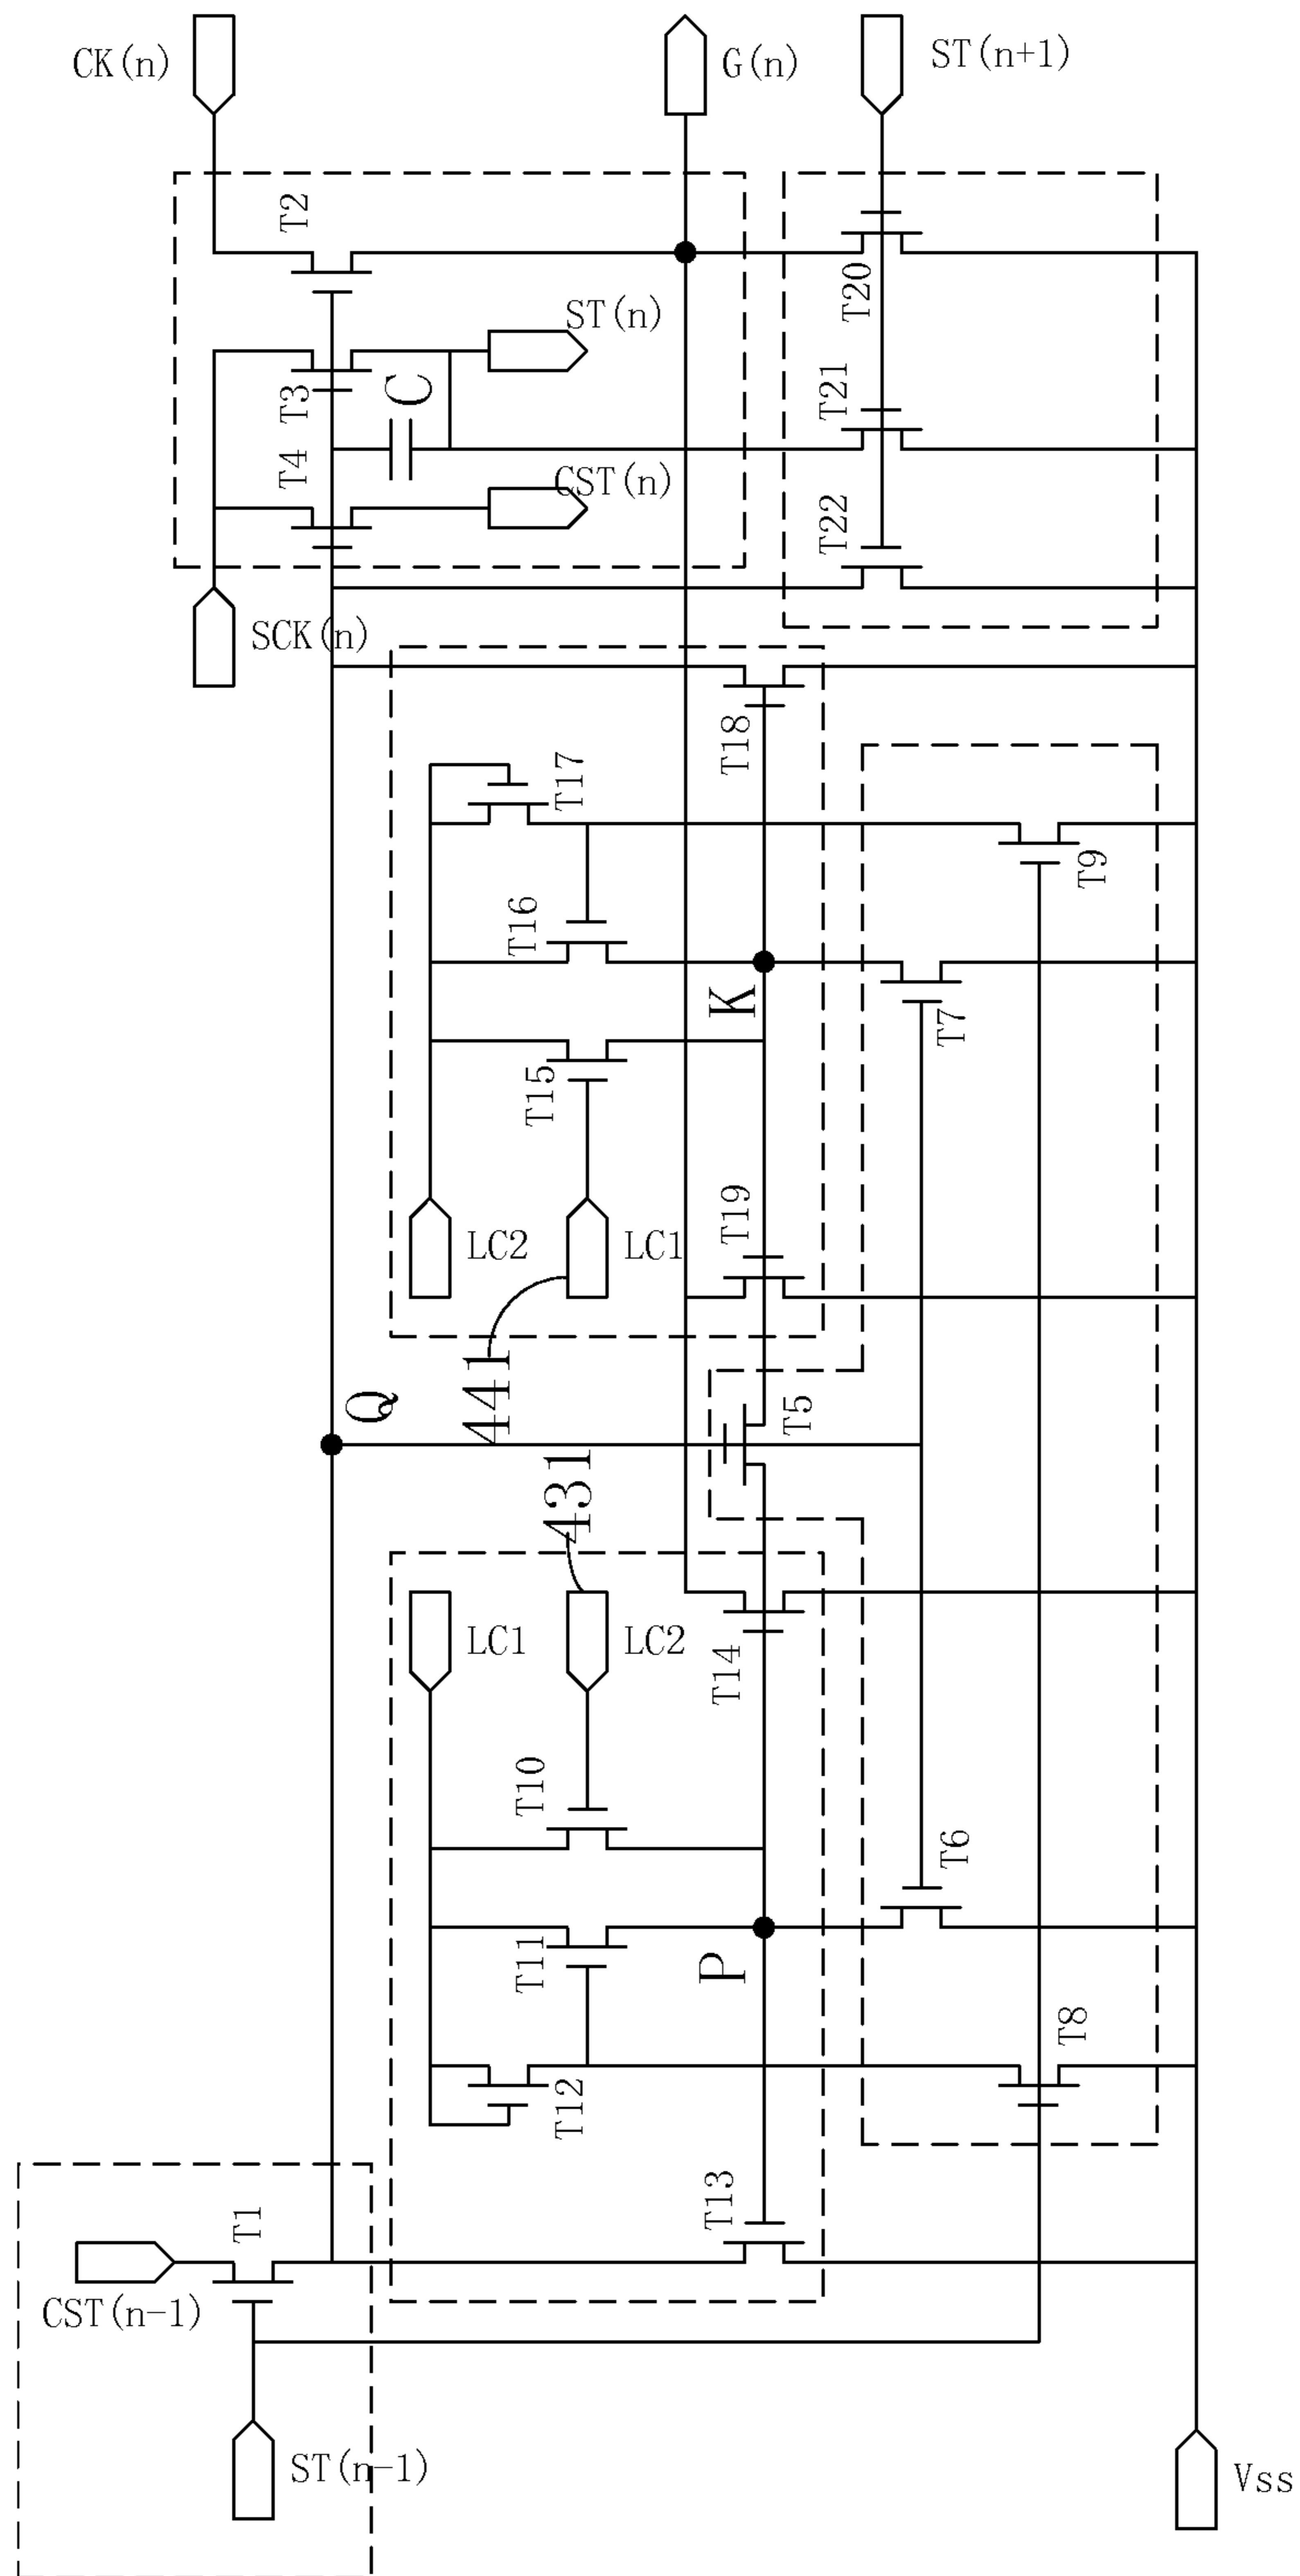 CK(n)
G(n)
ST(n+1)
T2
ST(n)
T20
T3
C
T21
T4
CST(n)
T22
SCK(n)
T18
T17
T9
T16
K
T7
T15
T19
LC2
LC1
441
Q
T5
431
LC1
LC2
T14
T10
T6
T11
P
T8
T12
T13
T1
CST(n-1)
ST(n-1)
Vss